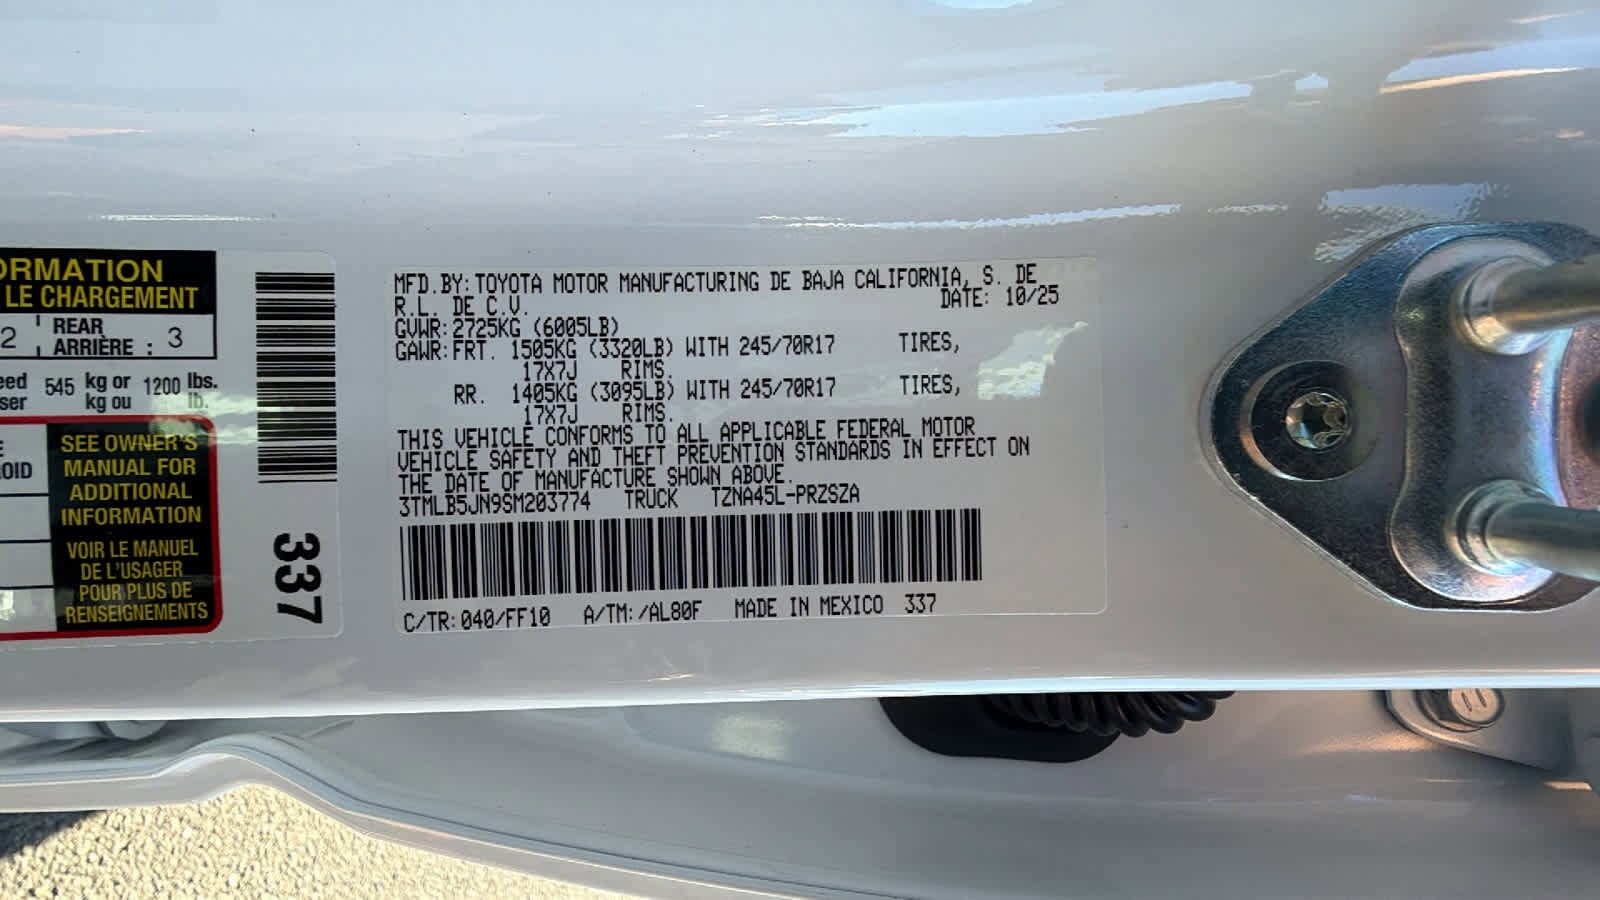 ORMATION
LE CHARGEMENT
2 REAR ARRIÈRE : 3
eed ser 545 kg or kg ou 1200 lbs. lb.
E
OID
SEE OWNER'S
MANUAL FOR
ADDITIONAL
INFORMATION
VOIR LE MANUEL
DE L'USAGER
POUR PLUS DE
RENSEIGNEMENTS
337
MFD.BY:TOYOTA MOTOR MANUFACTURING DE BAJA CALIFORNIA, S. DE
R.L. DE C.V. DATE: 10/25
GVWR:2725KG (6005LB)
GAWR:FRT. 1505KG (3320LB) WITH 245/70R17 TIRES,
17X7J RIMS.
RR. 1405KG (3095LB) WITH 245/70R17 TIRES,
17X7J RIMS.
THIS VEHICLE CONFORMS TO ALL APPLICABLE FEDERAL MOTOR
VEHICLE SAFETY AND THEFT PREVENTION STANDARDS IN EFFECT ON
THE DATE OF MANUFACTURE SHOWN ABOVE.
3TMLB5JN9SM203774 TRUCK TZNA45L-PRZSZA
C/TR:040/FF10 A/TM:/AL80F MADE IN MEXICO 337